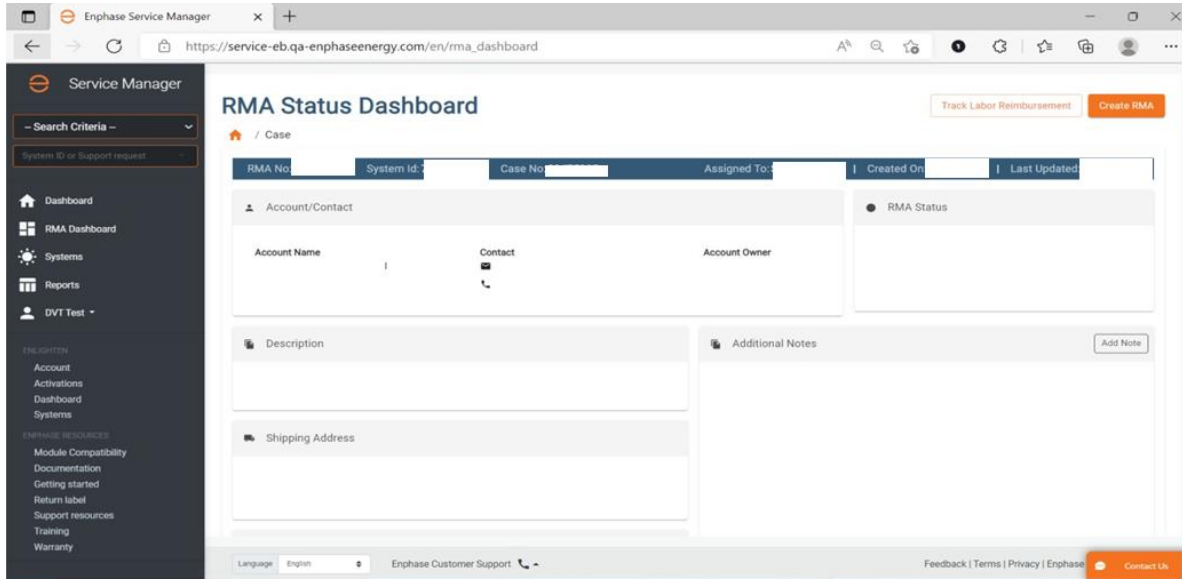 Enphase Service Manager
https://service-eb.qa-enphaseenergy.com/en/rma_dashboard
Service Manager
-- Search Criteria --
System ID or Support request
Dashboard
RMA Dashboard
Systems
Reports
DVT Test
ENLIGHTEN
Account
Activations
Dashboard
Systems
ENPHASE RESOURCES
Module Compatibility
Documentation
Getting started
Return label
Support resources
Training
Warranty
RMA Status Dashboard
Track Labor Reimbursement
Create RMA
/ Case
RMA No: System Id: Case No: Assigned To: | Created On | Last Updated:
Account/Contact
RMA Status
Account Name Contact Account Owner
Description
Additional Notes
Add Note
Shipping Address
Language English
Enphase Customer Support
Feedback | Terms | Privacy | Enphase
Contact Us